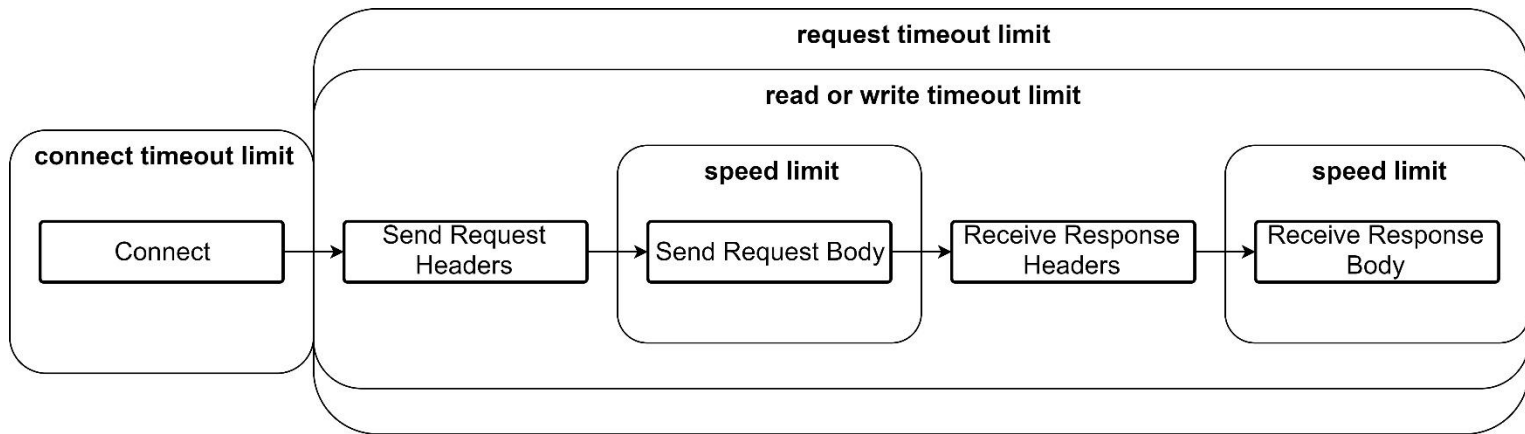 request timeout limit
read or write timeout limit
connect timeout limit
speed limit
speed limit
Connect
Send Request
Headers
Send Request Body
Receive Response
Headers
Receive Response
Body